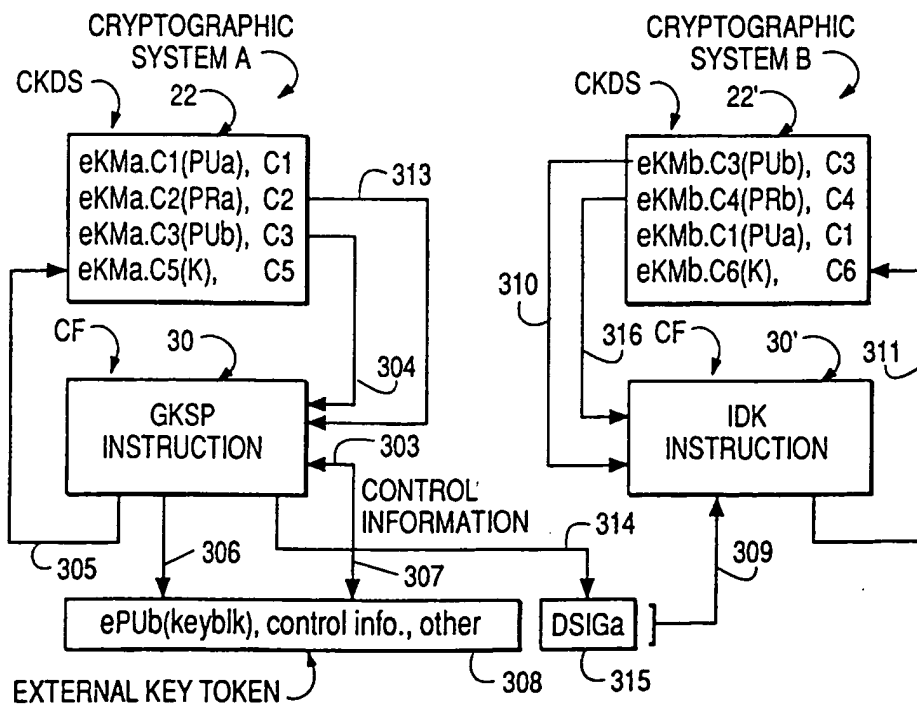 CRYPTOGRAPHIC
SYSTEM A
CKDS
22
eKMa.C1(PUa), C1
eKMa.C2(PRa), C2
eKMa.C3(PUb), C3
eKMa.C5(K), C5
313
CF
30
304
GKSP
INSTRUCTION
303
CONTROL
INFORMATION
305
306
307
314
ePUb(keyblk), control info., other
DSIGa
EXTERNAL KEY TOKEN
308
315
CRYPTOGRAPHIC
SYSTEM B
CKDS
22'
eKMb.C3(PUb), C3
eKMb.C4(PRb), C4
eKMb.C1(PUa), C1
eKMb.C6(K), C6
310
316
CF
30'
311
IDK
INSTRUCTION
309